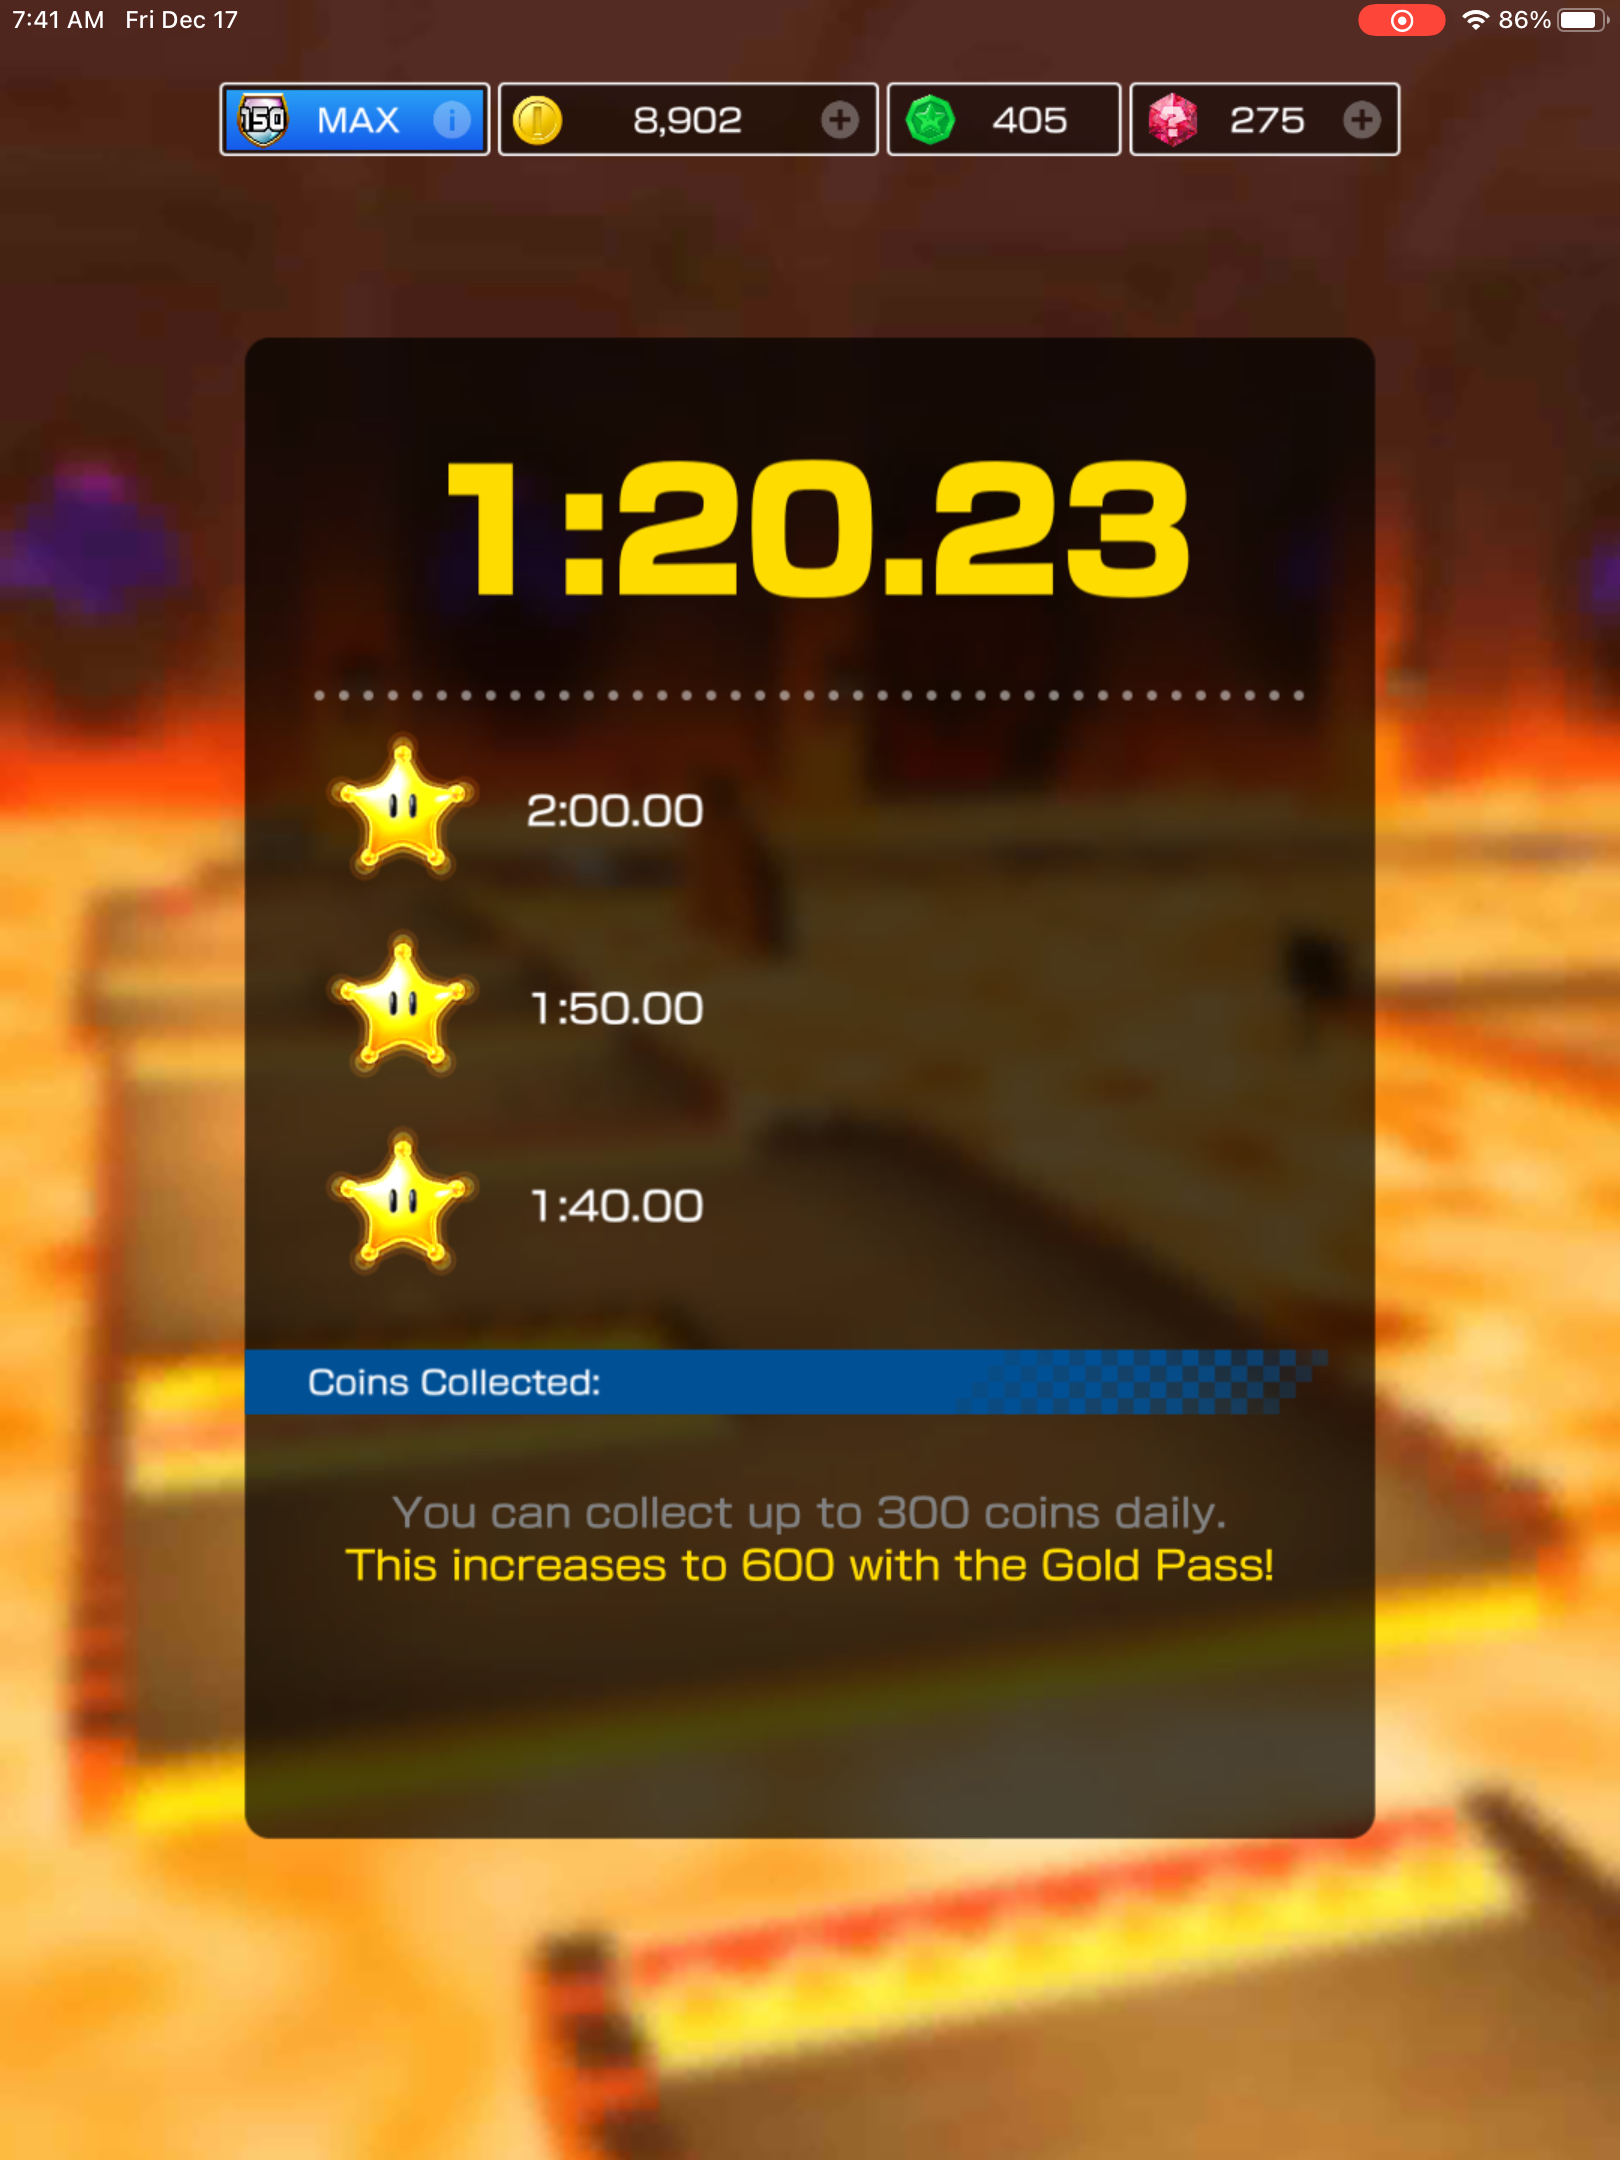 7:41 AM Fri Dec 17 86%
150 MAX i 8,902 + 405 ? 275 +
1:20.23
2:00.00
1:50.00
1:40.00
Coins Collected:
You can collect up to 300 coins daily.
This increases to 600 with the Gold Pass!